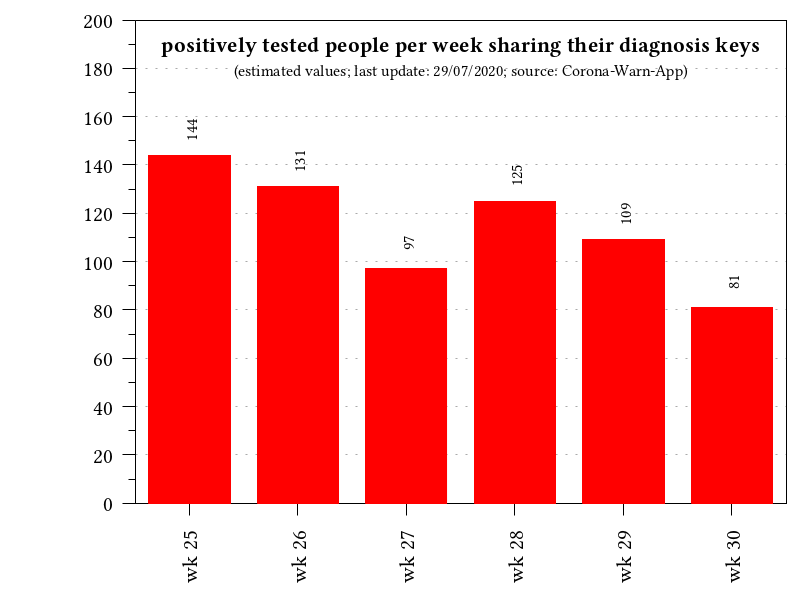 positively tested people per week sharing their diagnosis keys
(estimated values; last update: 29/07/2020; source: Corona-Warn-App)
200
180
160
140
120
100
80
60
40
20
0
144
131
97
125
109
81
wk 25
wk 26
wk 27
wk 28
wk 29
wk 30